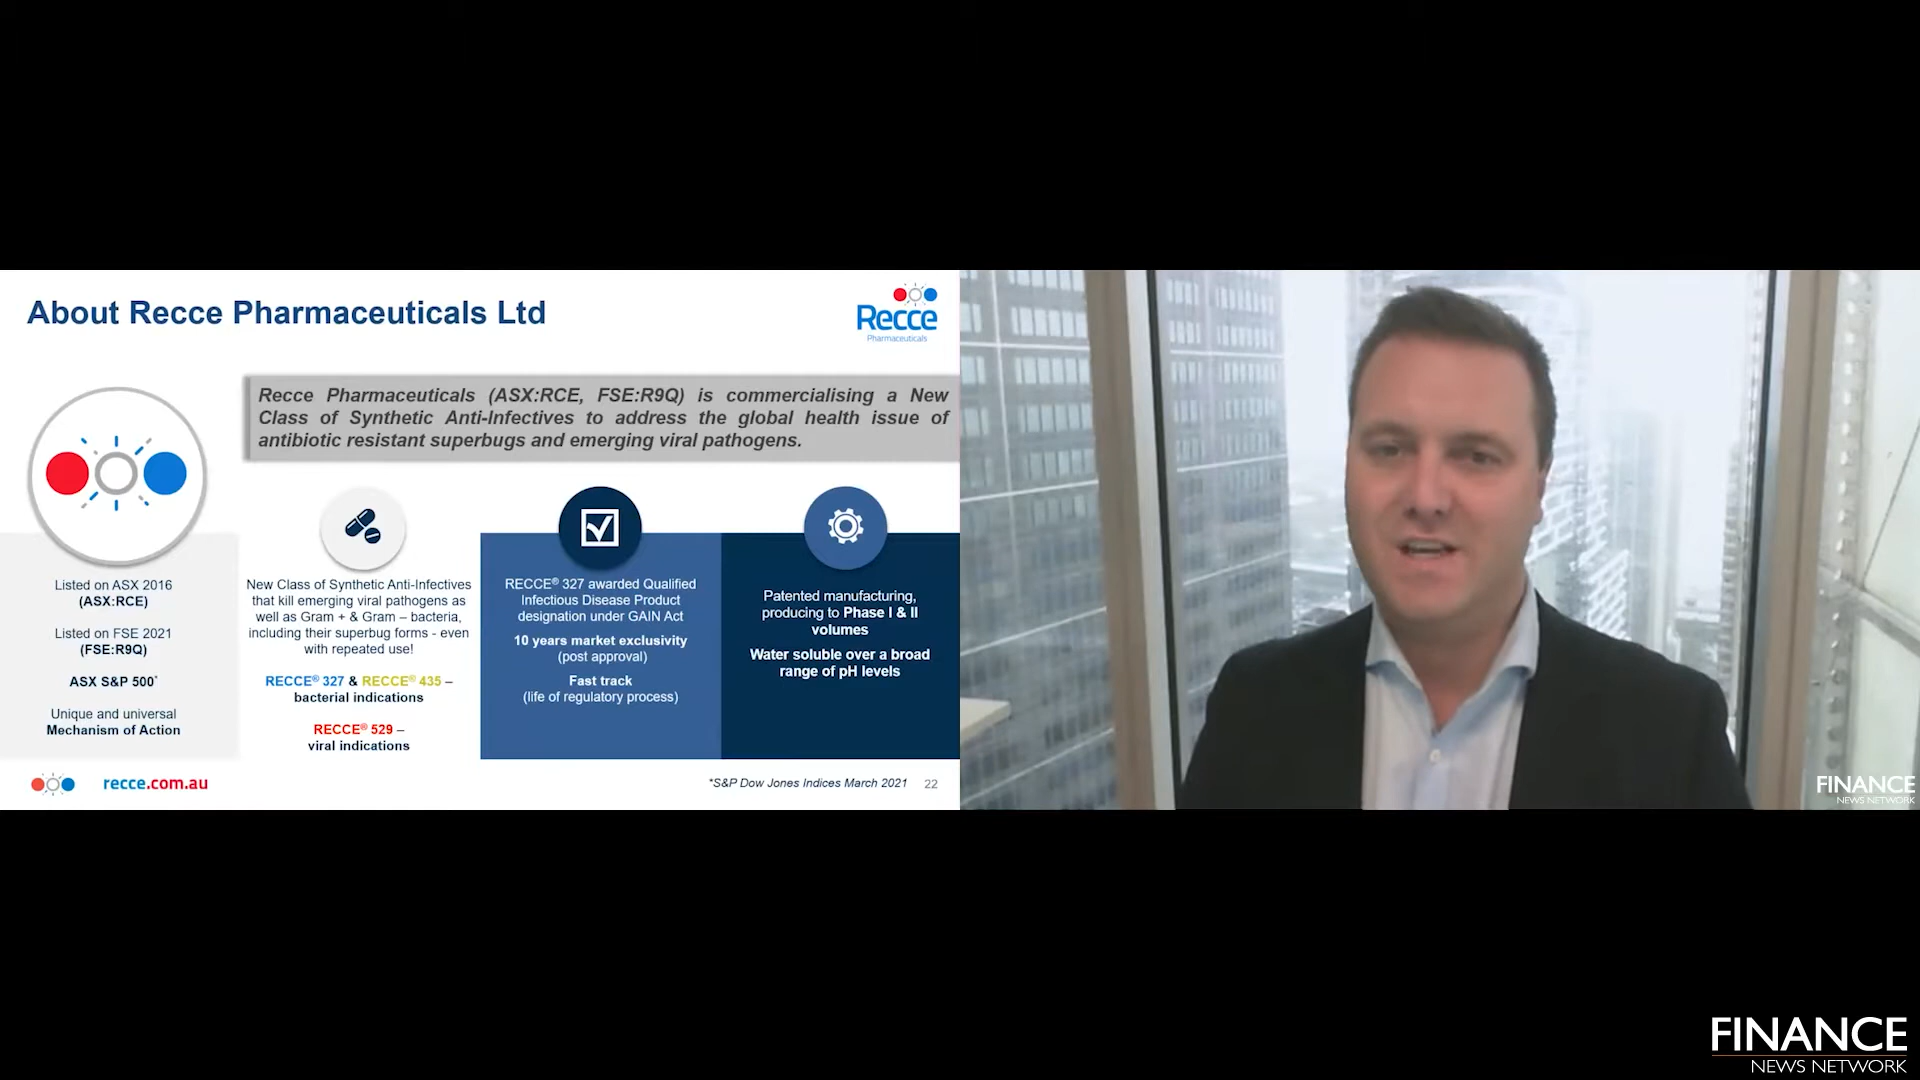 About Recce Pharmaceuticals Ltd
Recce
Pharmaceuticals
Recce Pharmaceuticals (ASX:RCE, FSE:R9Q) is commercialising a New
Class of Synthetic Anti-Infectives to address the global health issue of
antibiotic resistant superbugs and emerging viral pathogens.
Listed on ASX 2016
(ASX:RCE)
Listed on FSE 2021
(FSE:R9Q)
ASX S&P 500*
Unique and universal
Mechanism of Action
New Class of Synthetic Anti-Infectives
that kill emerging viral pathogens as
well as Gram + & Gram – bacteria,
including their superbug forms - even
with repeated use!
RECCE® 327 & RECCE® 435 –
bacterial indications
RECCE® 529 –
viral indications
RECCE® 327 awarded Qualified
Infectious Disease Product
designation under GAIN Act
10 years market exclusivity
(post approval)
Fast track
(life of regulatory process)
Patented manufacturing,
producing to Phase I & II
volumes
Water soluble over a broad
range of pH levels
recce.com.au
*S&P Dow Jones Indices March 2021
22
FINANCE
NEWS NETWORK
FINANCE
NEWS NETWORK